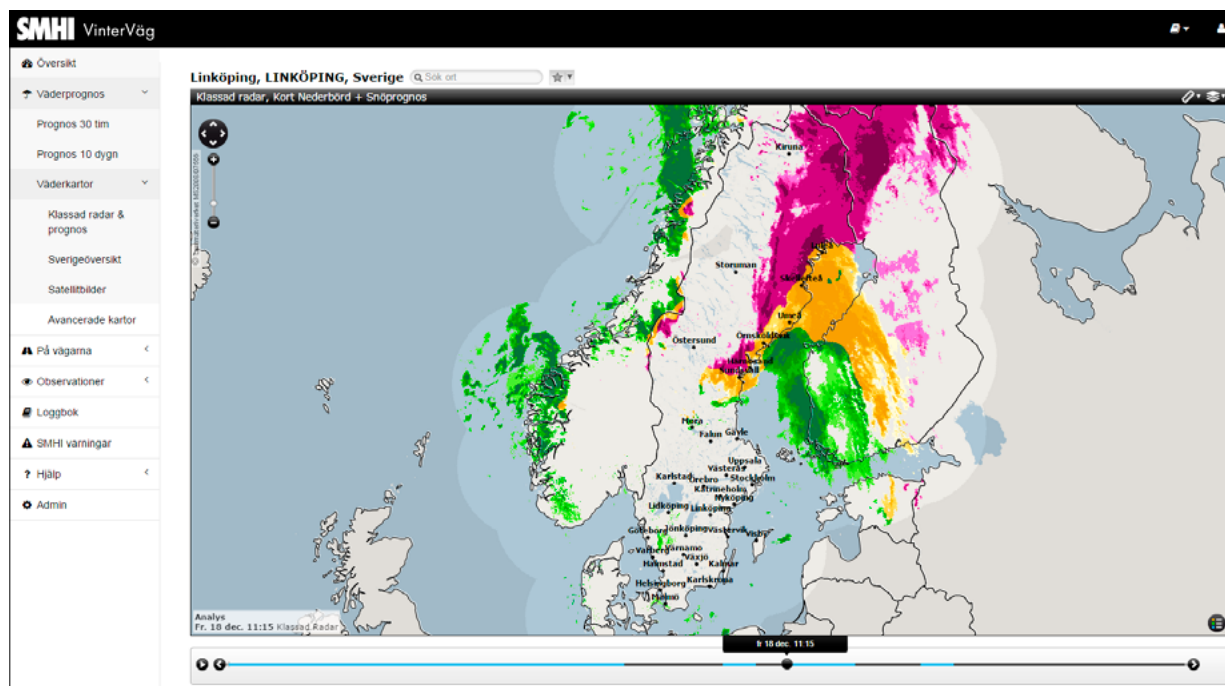 SMHI VinterVäg
Översikt
Väderprognos
Prognos 30 tim
Prognos 10 dygn
Väderkartor
Klassad radar &
prognos
Sverigeöversikt
Satellitbilder
Avancerade kartor
På vägarna
Observationer
Loggbok
SMHI varningar
? Hjälp
Admin
Linköping, LINKÖPING, Sverige
Sök ort
Klassad radar, Kort Nederbörd + Snöprognos
Kiruna
Luleå
Storuman
Skellefteå
Umeå
Örnsköldsvik
Östersund
Härnösand
Sundsvall
Mora
Falun Gävle
Uppsala
Västerås
Karlstad Örebro Stockholm
Katrineholm
Nyköping
Lidköping Linköping
Göteborg Jönköping Västervik Visby
Varberg Värnamo
Växjö
Halmstad Kalmar
Helsingborg Karlskrona
Malmö
Analys
Fr. 18 dec. 11:15 Klassad Radar
fr 18 dec. 11:15